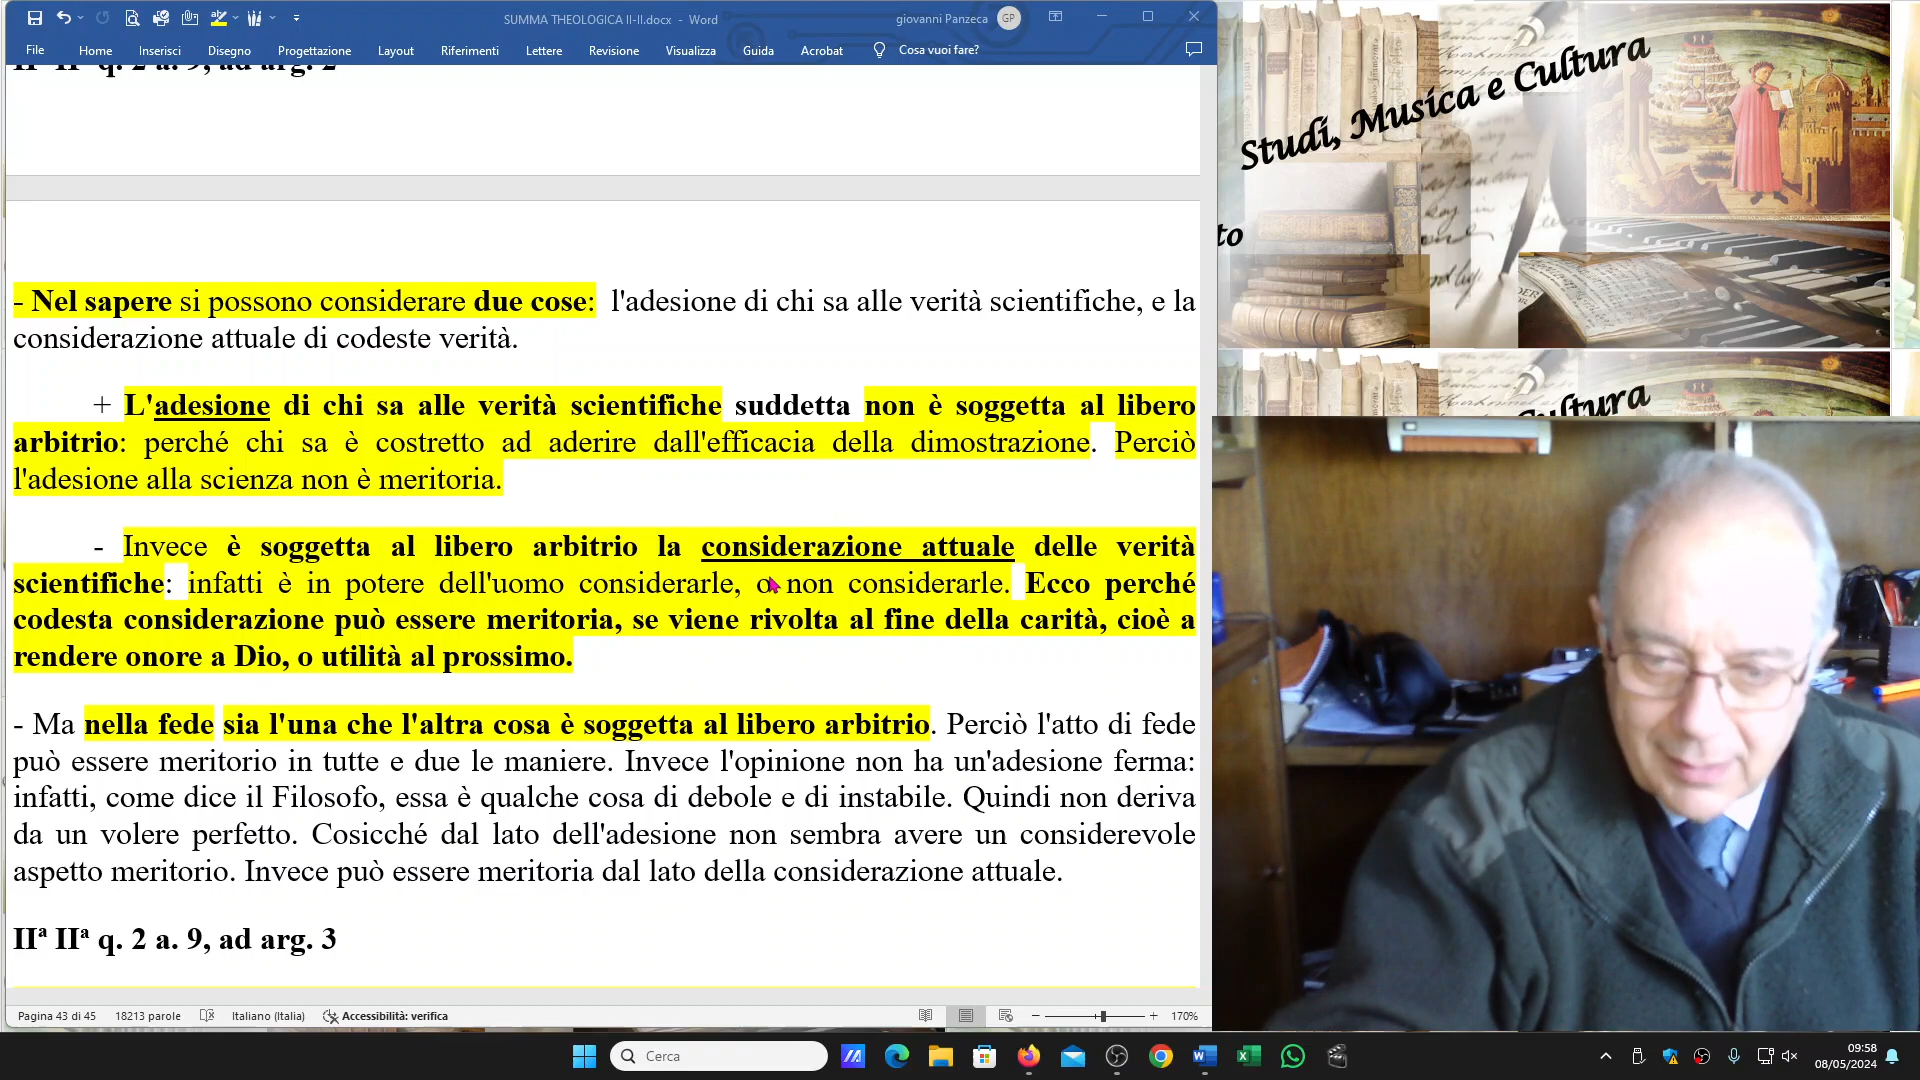 SUMMA THEOLOGICA II-II.docx - Word
giovanni Panzeca
GP
File Home Inserisci Disegno Progettazione Layout Riferimenti Lettere Revisione Visualizza Guida Acrobat Cosa vuoi fare?
IIª IIª q. 2 a. 9, ad arg. 2
- Nel sapere si possono considerare due cose: l'adesione di chi sa alle verità scientifiche, e la
considerazione attuale di codeste verità.
+ L'adesione di chi sa alle verità scientifiche suddetta non è soggetta al libero
arbitrio: perché chi sa è costretto ad aderire dall'efficacia della dimostrazione. Perciò
l'adesione alla scienza non è meritoria.
- Invece è soggetta al libero arbitrio la considerazione attuale delle verità
scientifiche: infatti è in potere dell'uomo considerarle, o non considerarle. Ecco perché
codesta considerazione può essere meritoria, se viene rivolta al fine della carità, cioè a
rendere onore a Dio, o utilità al prossimo.
- Ma nella fede sia l'una che l'altra cosa è soggetta al libero arbitrio. Perciò l'atto di fede
può essere meritorio in tutte e due le maniere. Invece l'opinione non ha un'adesione ferma:
infatti, come dice il Filosofo, essa è qualche cosa di debole e di instabile. Quindi non deriva
da un volere perfetto. Cosicché dal lato dell'adesione non sembra avere un considerevole
aspetto meritorio. Invece può essere meritoria dal lato della considerazione attuale.
IIª IIª q. 2 a. 9, ad arg. 3
Pagina 43 di 45 18213 parole Italiano (Italia) Accessibilità: verifica 170%
Studi, Musica e Cultura
to
Cultura
Cerca
09:58
08/05/2024